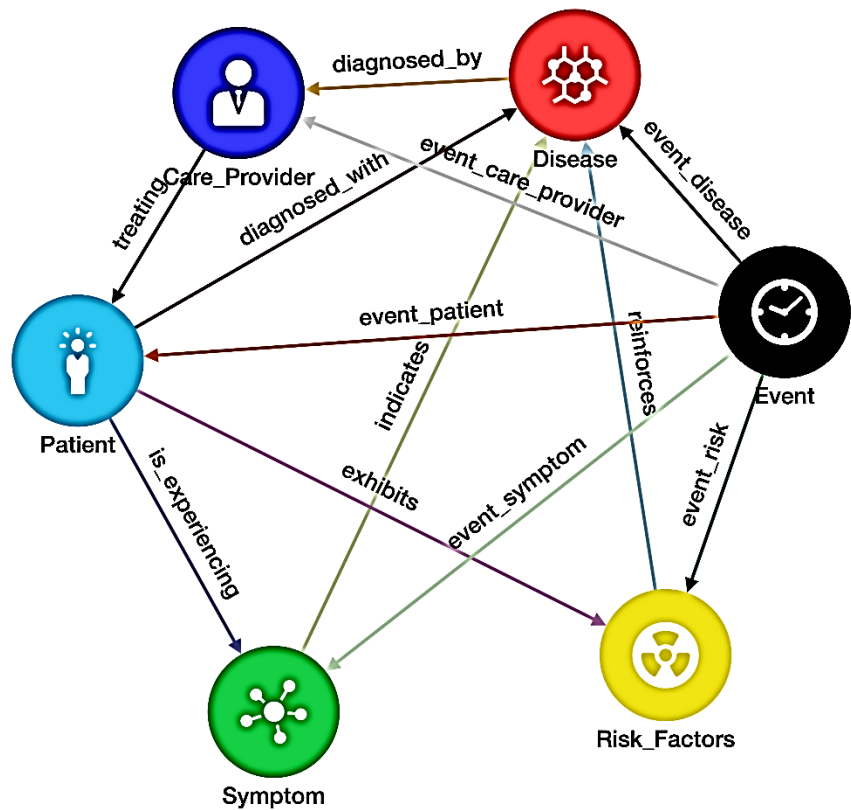 diagnosed_by
Disease
Care_Provider
event_disease
event_care_provider
diagnosed_with
treating
event_patient
reinforces
indicates
Event
Patient
is_experiencing
exhibits
event_symptom
event_risk
Risk_Factors
Symptom